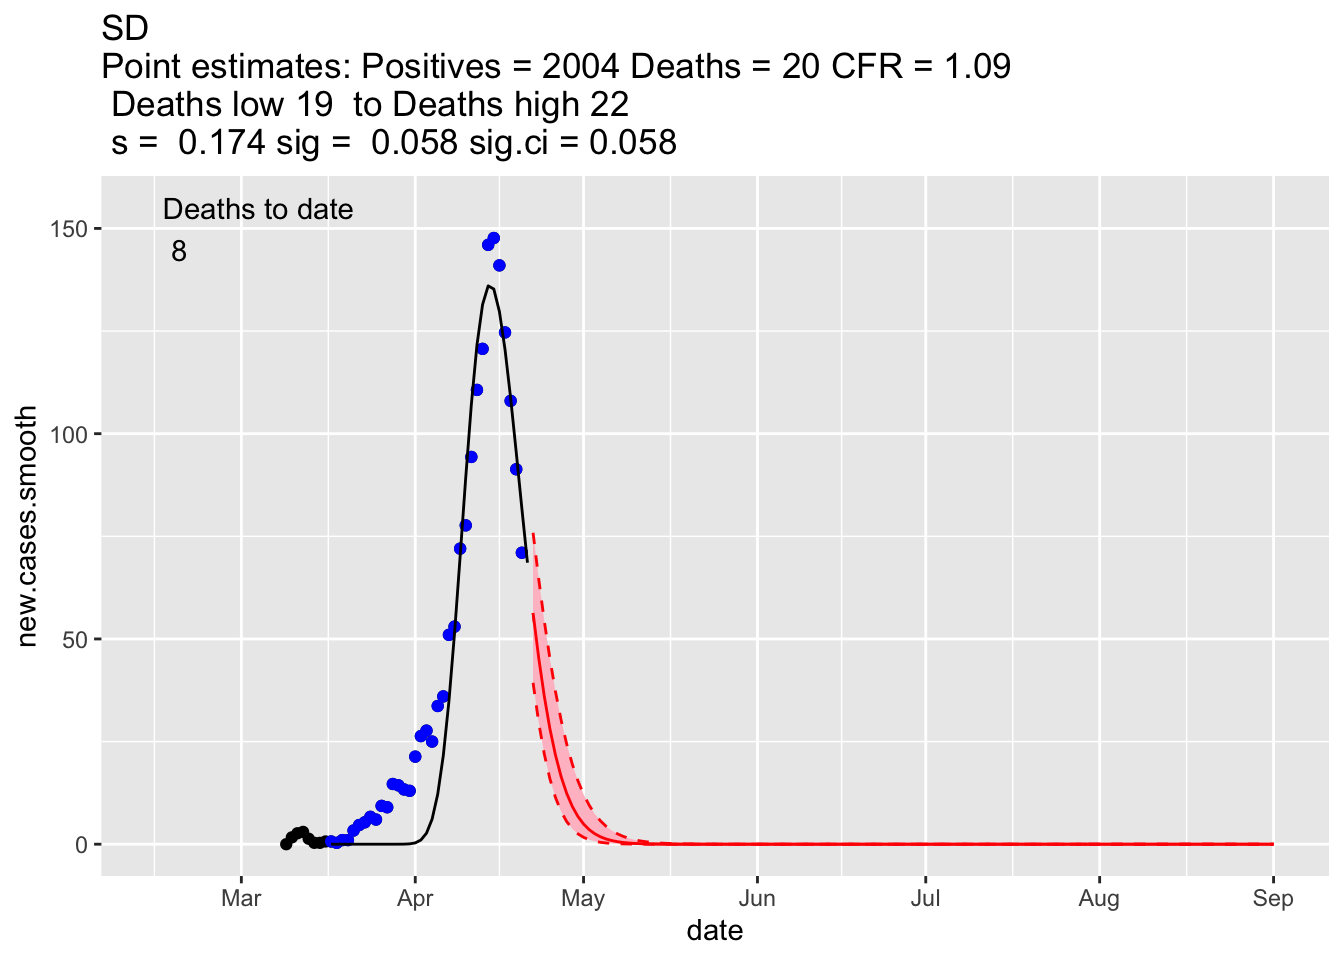 SD
Point estimates: Positives = 2004 Deaths = 20 CFR = 1.09
Deaths low 19  to Deaths high 22
s =  0.174 sig =  0.058 sig.ci = 0.058
Deaths to date
8
150
100
50
0
new.cases.smooth
Mar Apr May Jun Jul Aug Sep
date